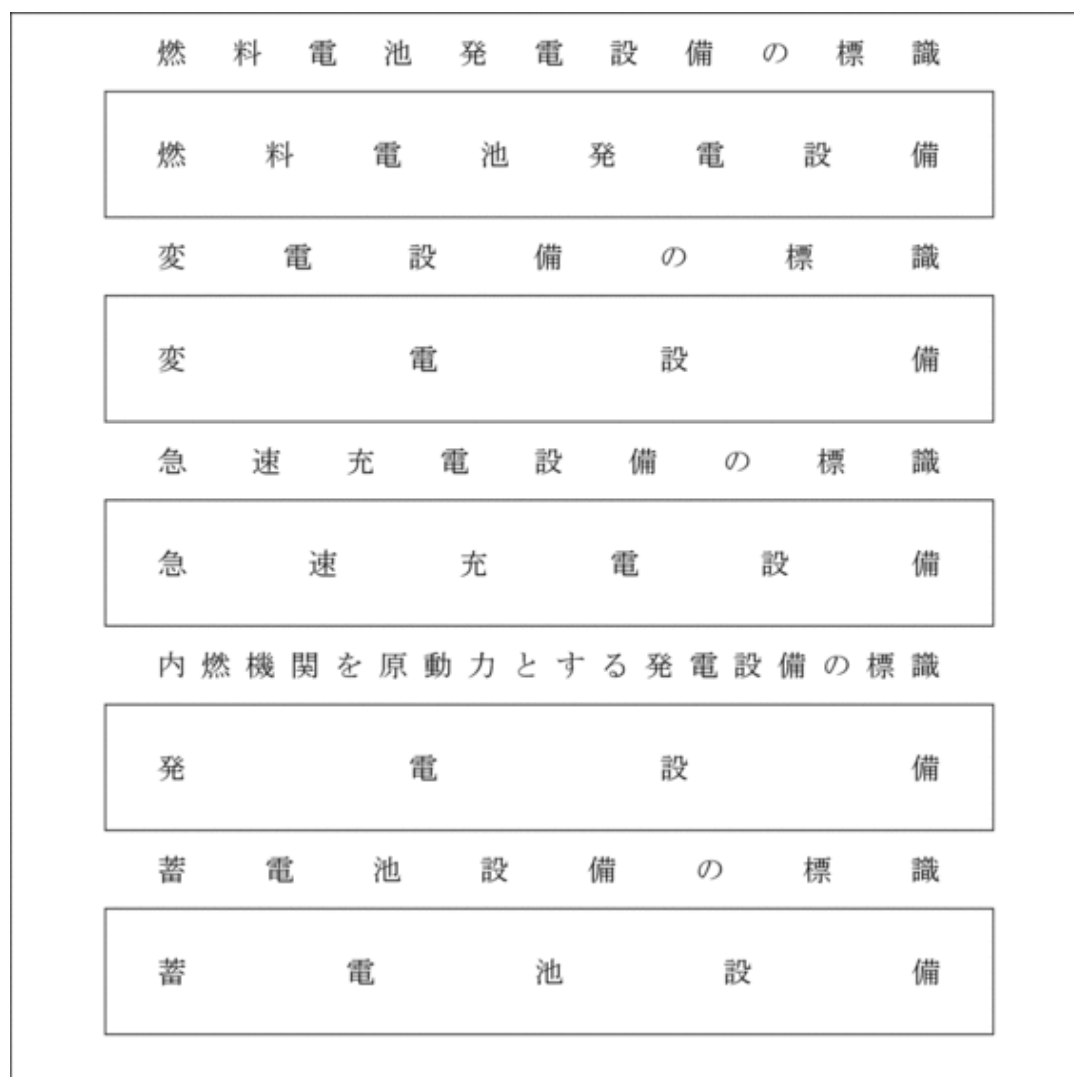 燃料電池発電設備の標識
燃料電池発電設備
変電設備の標識
変電設備
急速充電設備の標識
急速充電設備
内燃機関を原動力とする発電設備の標識
発電設備
蓄電池設備の標識
蓄電池設備